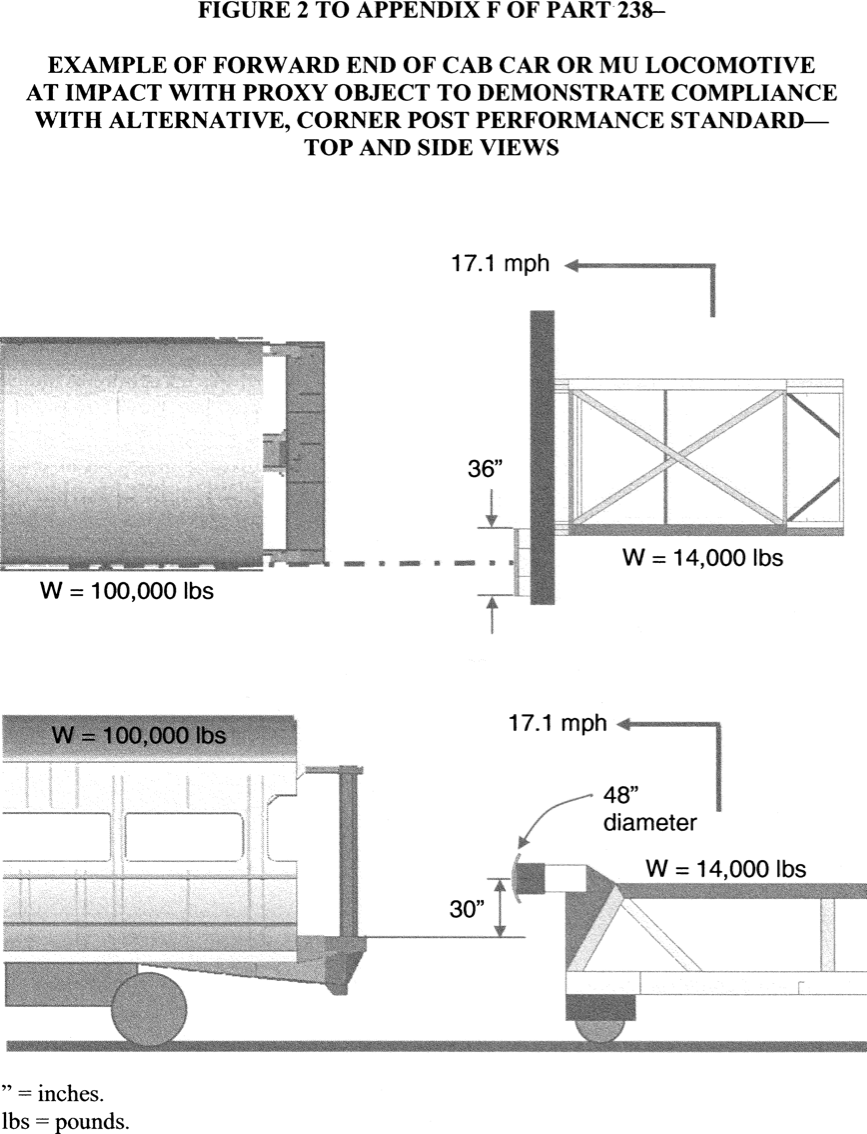 FIGURE 2 TO APPENDIX F OF PART 238–
EXAMPLE OF FORWARD END OF CAB CAR OR MU LOCOMOTIVE
AT IMPACT WITH PROXY OBJECT TO DEMONSTRATE COMPLIANCE
WITH ALTERNATIVE, CORNER POST PERFORMANCE STANDARD—
TOP AND SIDE VIEWS
17.1 mph
36”
W = 14,000 lbs
W = 100,000 lbs
17.1 mph
W = 100,000 lbs
48”
diameter
W = 14,000 lbs
30”
” = inches.
lbs = pounds.